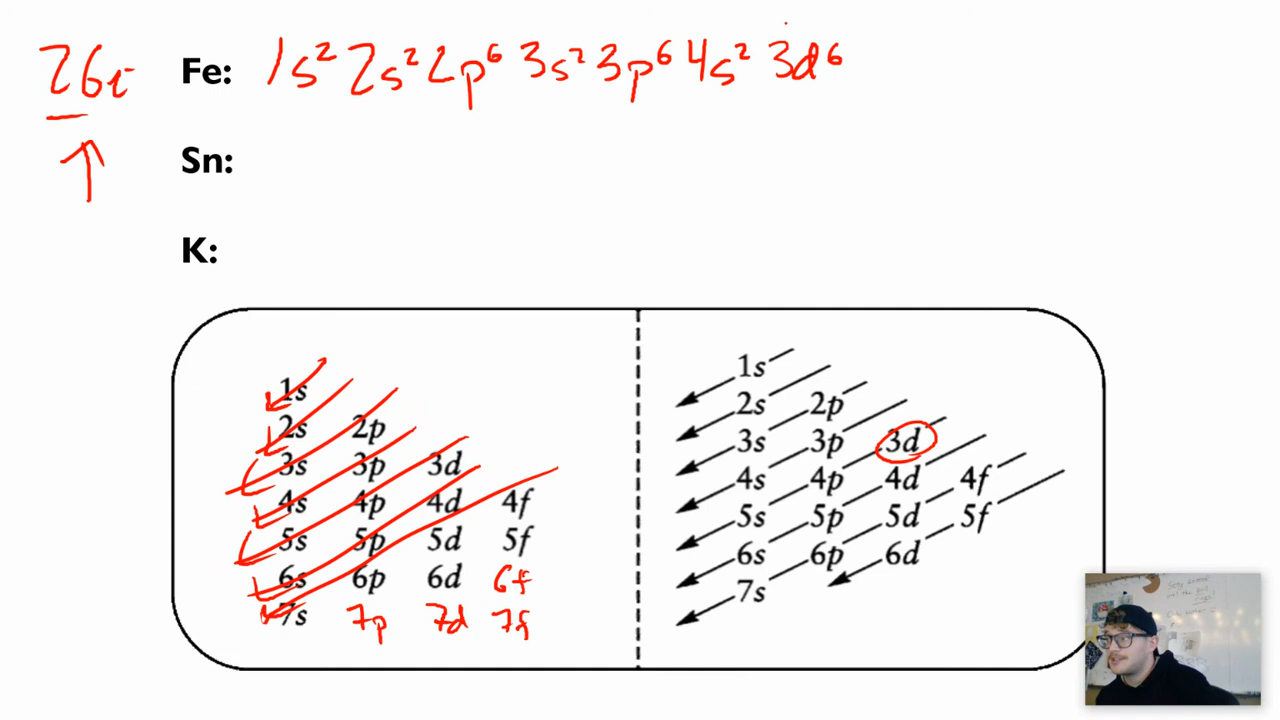 26e⁻ Fe: 1s² 2s² 2p⁶ 3s² 3p⁶ 4s² 3d⁶
Sn:
K:
1s
2s 2p
3s 3p 3d
4s 4p 4d 4f
5s 5p 5d 5f
6s 6p 6d 6f
7s 7p 7d 7f
1s
2s 2p
3s 3p 3d
4s 4p 4d 4f
5s 5p 5d 5f
6s 6p 6d
7s